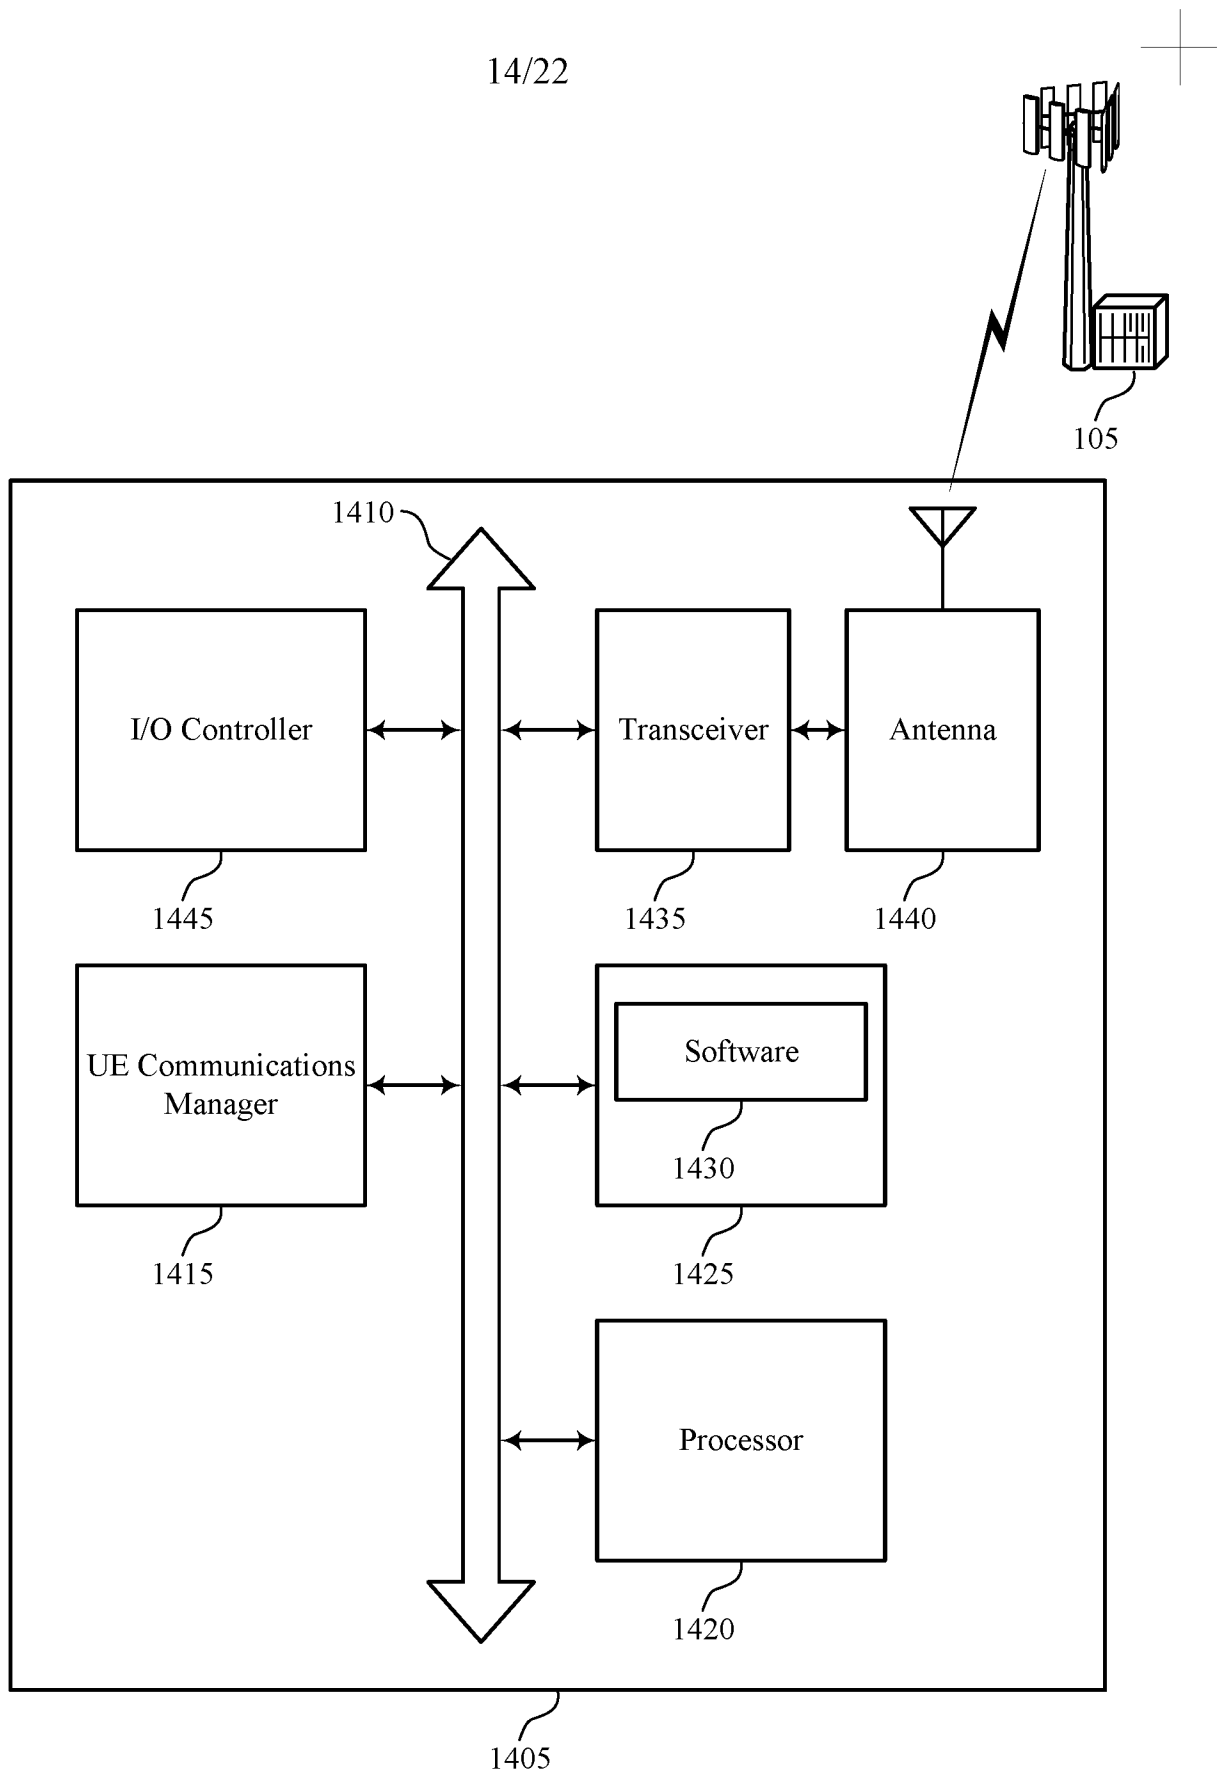 14/22
105
1410
I/O Controller
Transceiver
Antenna
1445
1435
1440
UE Communications
Manager
Software
1430
1415
1425
Processor
1420
1405